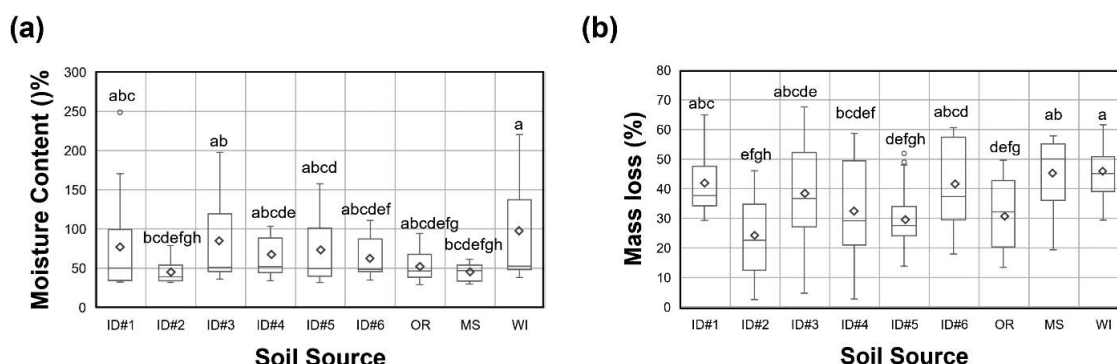 (a)
Moisture Content ()%
300
250
200
150
100
50
0
abc
bcdefgh
ab
abcde
abcd
abcdef
abcdefg
bcdefgh
a
ID#1 ID#2 ID#3 ID#4 ID#5 ID#6 OR MS WI
Soil Source
(b)
Mass loss (%)
80
70
60
50
40
30
20
10
0
abc
efgh
abcde
bcdef
defgh
abcd
defg
ab
a
ID#1 ID#2 ID#3 ID#4 ID#5 ID#6 OR MS WI
Soil Source